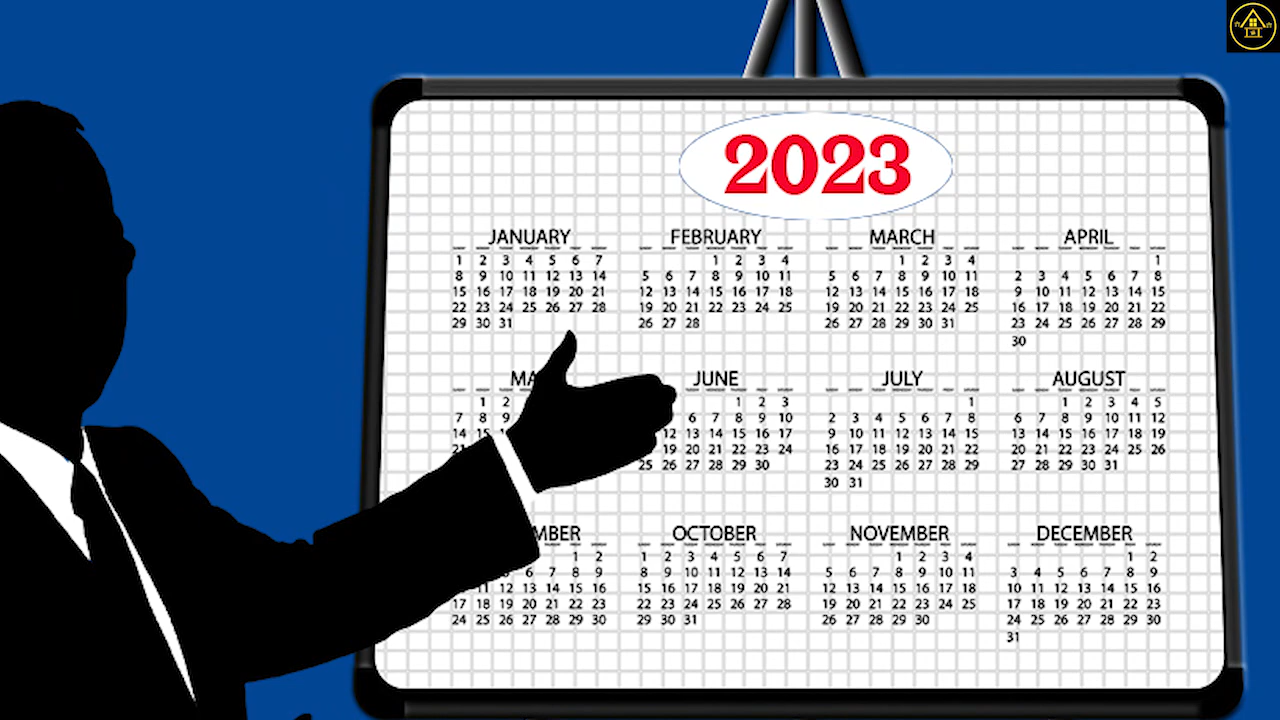 2023
JANUARY FEBRUARY MARCH APRIL
1 2 3 4 5 6 7 1 2 3 4 1 2 3 4 1
8 9 10 11 12 13 14 5 6 7 8 9 10 11 5 6 7 8 9 10 11 2 3 4 5 6 7 8
15 16 17 18 19 20 21 12 13 14 15 16 17 18 12 13 14 15 16 17 18 9 10 11 12 13 14 15
22 23 24 25 26 27 28 19 20 21 22 23 24 25 19 20 21 22 23 24 25 16 17 18 19 20 21 22
29 30 31 26 27 28 26 27 28 29 30 31 23 24 25 26 27 28 29
30
MA JUNE JULY AUGUST
1 2 1 2 3 1 1 2 3 4 5
7 8 9 6 7 8 9 10 2 3 4 5 6 7 8 6 7 8 9 10 11 12
14 15 12 13 14 15 16 17 9 10 11 12 13 14 15 13 14 15 16 17 18 19
19 20 21 22 23 24 16 17 18 19 20 21 22 20 21 22 23 24 25 26
25 26 27 28 29 30 23 24 25 26 27 28 29 27 28 29 30 31
30 31
MBER OCTOBER NOVEMBER DECEMBER
1 2 1 2 3 4 5 6 7 1 2 3 4 1 2
6 7 8 9 8 9 10 11 12 13 14 5 6 7 8 9 10 11 3 4 5 6 7 8 9
11 12 13 14 15 16 15 16 17 18 19 20 21 12 13 14 15 16 17 18 10 11 12 13 14 15 16
17 18 19 20 21 22 23 22 23 24 25 26 27 28 19 20 21 22 23 24 25 17 18 19 20 21 22 23
24 25 26 27 28 29 30 29 30 31 26 27 28 29 30 24 25 26 27 28 29 30
31